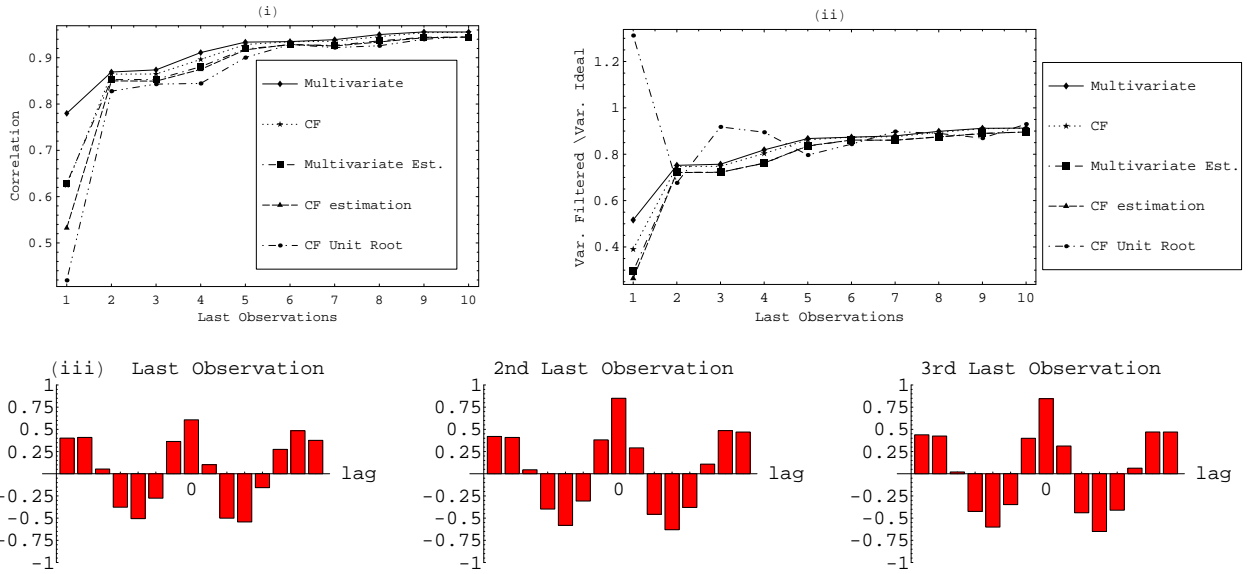 (i)
0.9
0.8
0.7
0.6
0.5
Correlation
Multivariate
CF
Multivariate Est.
CF estimation
CF Unit Root
1 2 3 4 5 6 7 8 9 10
Last Observations
(ii)
1.2
1
0.8
0.6
0.4
Var. Filtered \Var. Ideal
1 2 3 4 5 6 7 8 9 10
Last Observations
Multivariate
CF
Multivariate Est.
CF estimation
CF Unit Root
(iii) Last Observation
1
0.75
0.5
0.25
-0.25
-0.5
-0.75
-1
0
lag
2nd Last Observation
1
0.75
0.5
0.25
-0.25
-0.5
-0.75
-1
0
lag
3rd Last Observation
1
0.75
0.5
0.25
-0.25
-0.5
-0.75
-1
0
lag